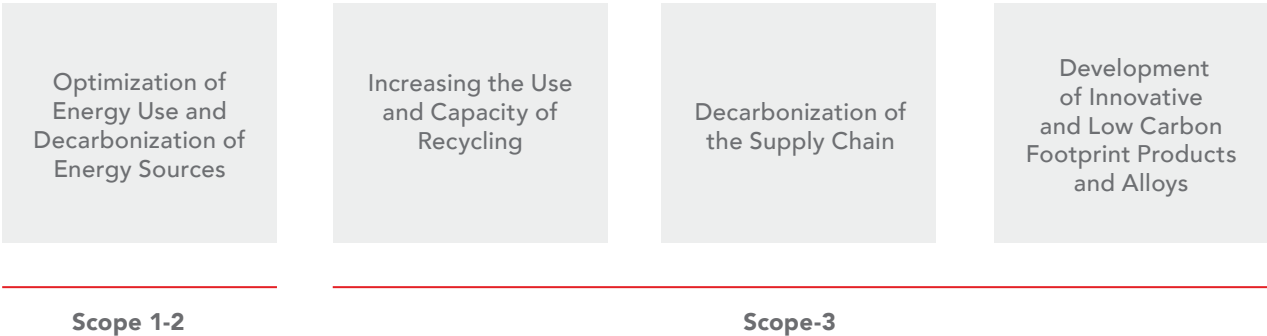 Optimization of
Energy Use and
Decarbonization of
Energy Sources
Increasing the Use
and Capacity of
Recycling
Decarbonization of
the Supply Chain
Development
of Innovative
and Low Carbon
Footprint Products
and Alloys
Scope 1-2
Scope-3